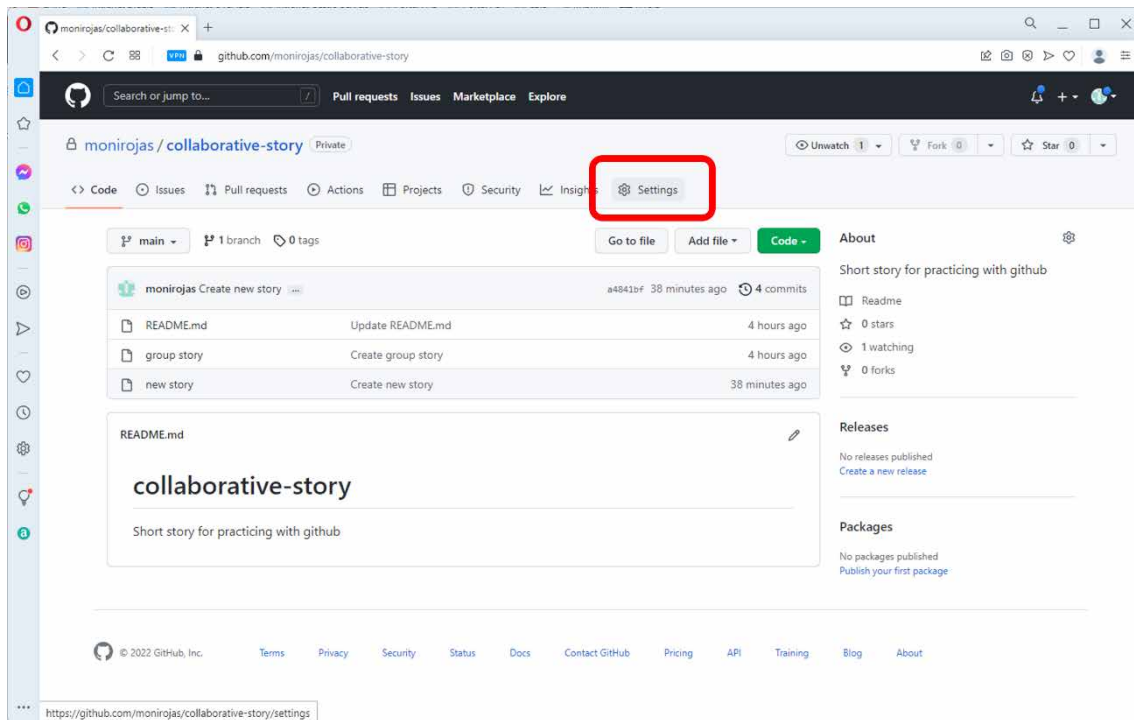 monirojas/collaborative-st
VPN github.com/monirojas/collaborative-story
Search or jump to... / Pull requests Issues Marketplace Explore
monirojas / collaborative-story Private Unwatch 1 Fork 0 Star 0
Code Issues Pull requests Actions Projects Security Insights Settings
main 1 branch 0 tags Go to file Add file Code
monirojas Create new story ... a4841bf 38 minutes ago 4 commits
README.md Update README.md 4 hours ago
group story Create group story 4 hours ago
new story Create new story 38 minutes ago
README.md
collaborative-story
Short story for practicing with github
About
Short story for practicing with github
Readme
0 stars
1 watching
0 forks
Releases
No releases published
Create a new release
Packages
No packages published
Publish your first package
© 2022 GitHub, Inc. Terms Privacy Security Status Docs Contact GitHub Pricing API Training Blog About
https://github.com/monirojas/collaborative-story/settings